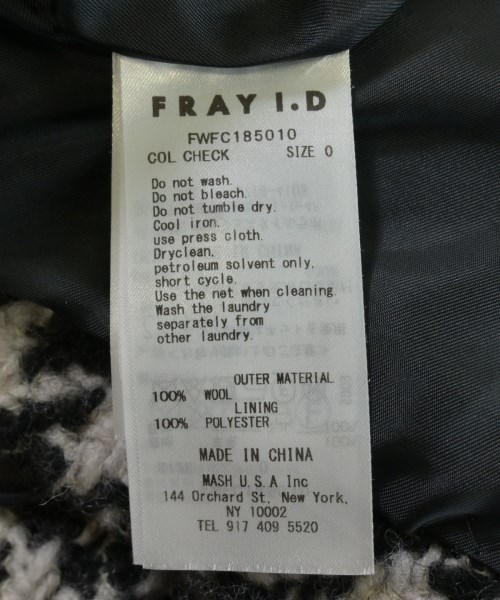 FRAY I.D
FWFC185010
COL CHECK SIZE 0
Do not wash.
Do not bleach.
Do not tumble dry.
Cool iron.
use press cloth.
Dryclean.
petroleum solvent only.
short cycle.
Use the net when cleaning.
Wash the laundry
separately from
other laundry.
OUTER MATERIAL
100% WOOL
LINING
100% POLYESTER
MADE IN CHINA
MASH U.S.A Inc
144 Orchard St. New York.
NY 10002
TEL 917 409 5520